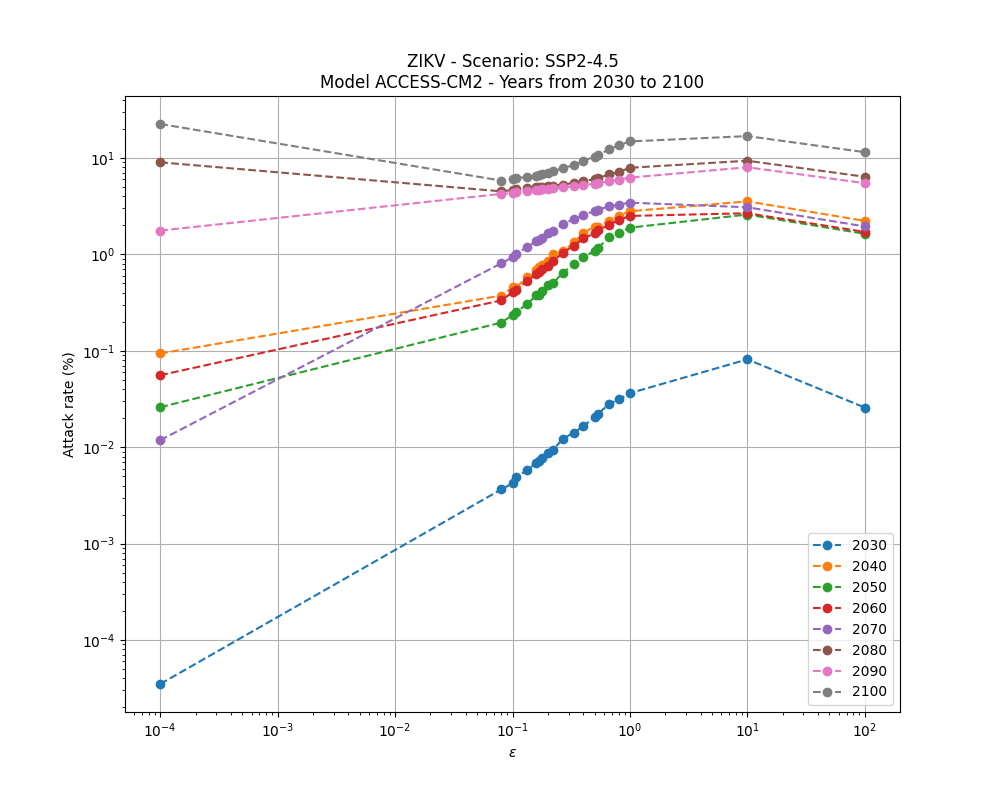 ZIKV - Scenario: SSP2-4.5
Model ACCESS-CM2 - Years from 2030 to 2100
Attack rate (%)
10¹
10⁰
10⁻¹
10⁻²
10⁻³
10⁻⁴
2030
2040
2050
2060
2070
2080
2090
2100
10⁻⁴ 10⁻³ 10⁻² 10⁻¹ 10⁰ 10¹ 10²
ε